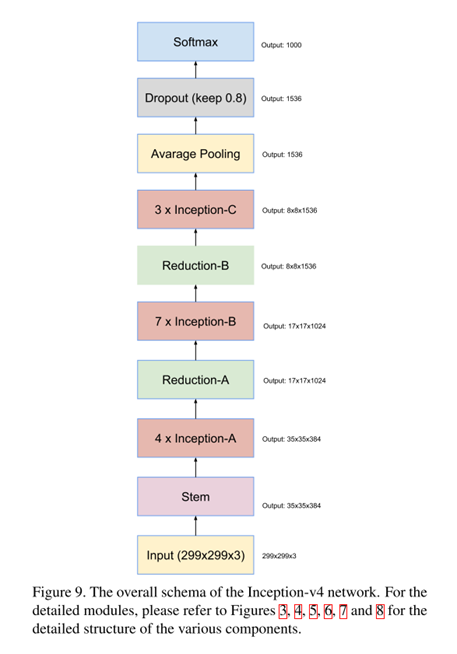 Softmax
Output: 1000
Dropout (keep 0.8)
Output: 1536
Avarage Pooling
Output: 1536
3 x Inception-C
Output: 8x8x1536
Reduction-B
Output: 8x8x1536
7 x Inception-B
Output: 17x17x1024
Reduction-A
Output: 17x17x1024
4 x Inception-A
Output: 35x35x384
Stem
Output: 35x35x384
Input (299x299x3)
299x299x3
Figure 9. The overall schema of the Inception-v4 network. For the
detailed modules, please refer to Figures 3, 4, 5, 6, 7 and 8 for the
detailed structure of the various components.